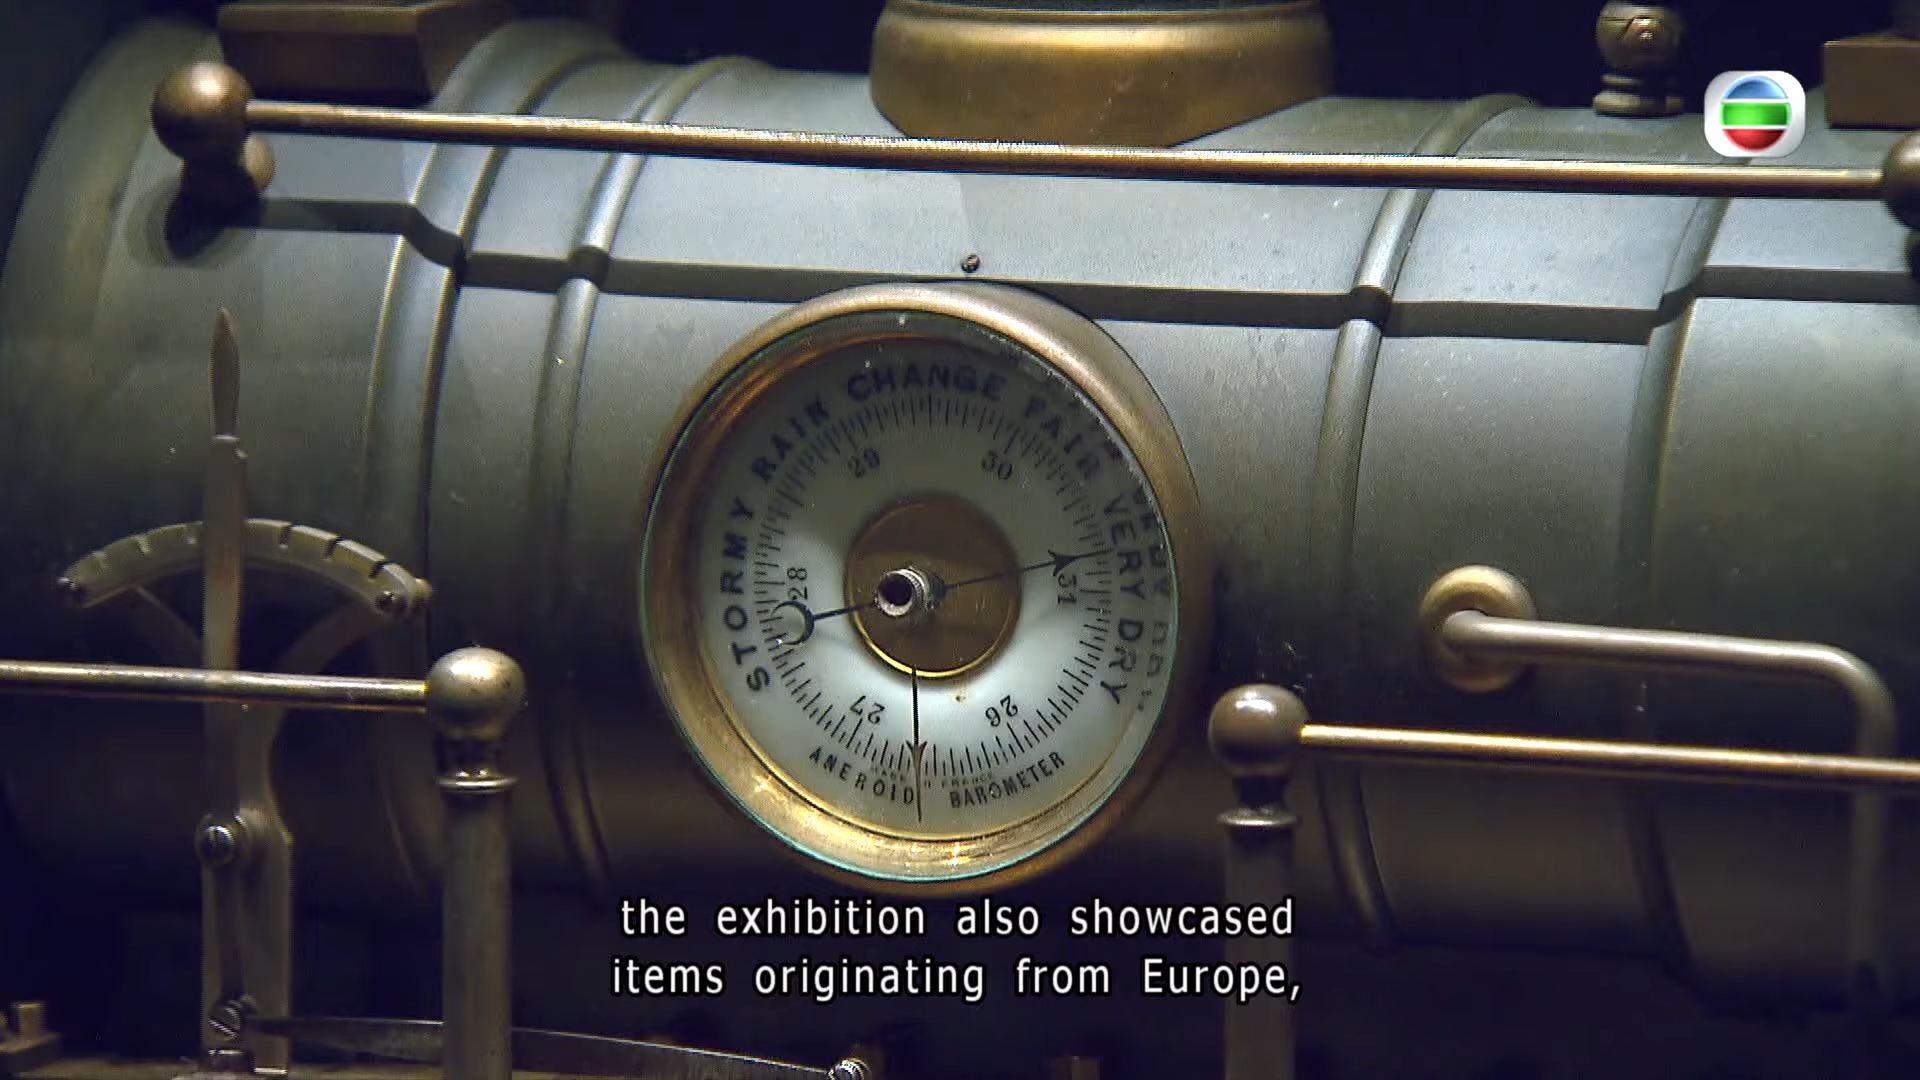 STORMY RAIN CHANGE FAIR VERY DRY
28 29 30 31
27 26
ANEROID BAROMETER
the exhibition also showcased
items originating from Europe,